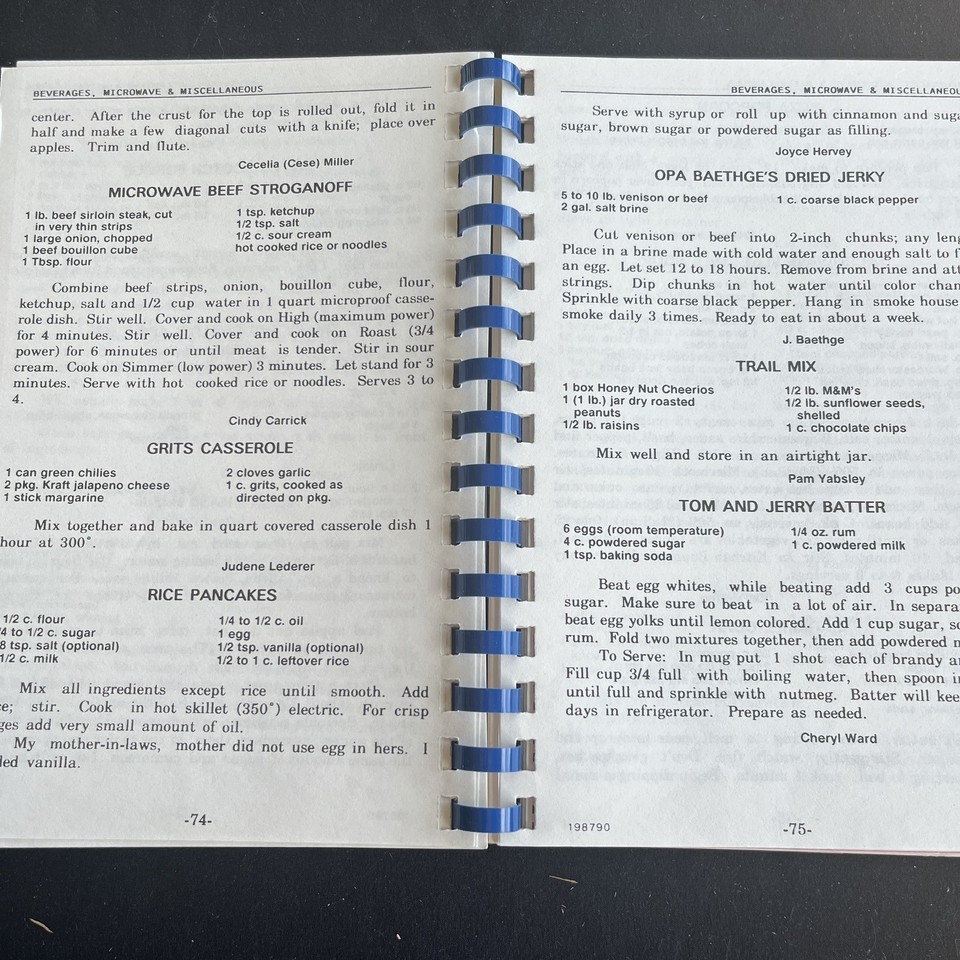 BEVERAGES, MICROWAVE & MISCELLANEOUS
center. After the crust for the top is rolled out, fold it in
half and make a few diagonal cuts with a knife; place over
apples. Trim and flute.
Cecelia (Cese) Miller
MICROWAVE BEEF STROGANOFF
1 lb. beef sirloin steak, cut
in very thin strips
1 large onion, chopped
1 beef bouillon cube
1 Tbsp. flour
1 tsp. ketchup
1/2 tsp. salt
1/2 c. sour cream
hot cooked rice or noodles
Combine beef strips, onion, bouillon cube, flour,
ketchup, salt and 1/2 cup water in 1 quart microproof casse-
role dish. Stir well. Cover and cook on High (maximum power)
for 4 minutes. Stir well. Cover and cook on Roast (3/4
power) for 6 minutes or until meat is tender. Stir in sour
cream. Cook on Simmer (low power) 3 minutes. Let stand for 3
minutes. Serve with hot cooked rice or noodles. Serves 3 to
4.
Cindy Carrick
GRITS CASSEROLE
1 can green chilies
2 pkg. Kraft jalapeno cheese
1 stick margarine
2 cloves garlic
1 c. grits, cooked as
directed on pkg.
Mix together and bake in quart covered casserole dish 1
hour at 300°.
Judene Lederer
RICE PANCAKES
1/2 c. flour
/4 to 1/2 c. sugar
8 tsp. salt (optional)
1/2 c. milk
1/4 to 1/2 c. oil
1 egg
1/2 tsp. vanilla (optional)
1/2 to 1 c. leftover rice
Mix all ingredients except rice until smooth. Add
ce; stir. Cook in hot skillet (350°) electric. For crisp
ges add very small amount of oil.
My mother-in-laws, mother did not use egg in hers. I
ded vanilla.
-74-
BEVERAGES, MICROWAVE & MISCELLANEOU
Serve with syrup or roll up with cinnamon and suga
sugar, brown sugar or powdered sugar as filling.
Joyce Hervey
OPA BAETHGE'S DRIED JERKY
5 to 10 lb. venison or beef
2 gal. salt brine
1 c. coarse black pepper
Cut venison or beef into 2-inch chunks; any leng
Place in a brine made with cold water and enough salt to f
an egg. Let set 12 to 18 hours. Remove from brine and att
strings. Dip chunks in hot water until color chan
Sprinkle with coarse black pepper. Hang in smoke house
smoke daily 3 times. Ready to eat in about a week.
J. Baethge
TRAIL MIX
1 box Honey Nut Cheerios
1 (1 lb.) jar dry roasted
peanuts
1/2 lb. raisins
1/2 lb. M&M's
1/2 lb. sunflower seeds,
shelled
1 c. chocolate chips
Mix well and store in an airtight jar.
Pam Yabsley
TOM AND JERRY BATTER
6 eggs (room temperature)
4 c. powdered sugar
1 tsp. baking soda
1/4 oz. rum
1 c. powdered milk
Beat egg whites, while beating add 3 cups po
sugar. Make sure to beat in a lot of air. In separa
beat egg yolks until lemon colored. Add 1 cup sugar, so
rum. Fold two mixtures together, then add powdered m
To Serve: In mug put 1 shot each of brandy a
Fill cup 3/4 full with boiling water, then spoon i
until full and sprinkle with nutmeg. Batter will kee
days in refrigerator. Prepare as needed.
Cheryl Ward
198790
-75-